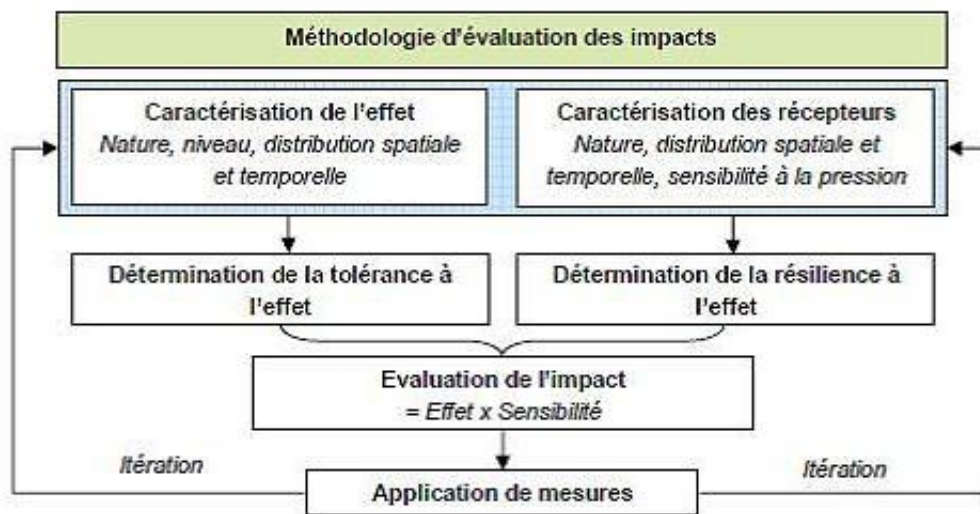 Méthodologie d'évaluation des impacts
Caractérisation de l'effet
Nature, niveau, distribution spatiale
et temporelle
Caractérisation des récepteurs
Nature, distribution spatiale et
temporelle, sensibilité à la pression
Détermination de la tolérance à
l'effet
Détermination de la résilience à
l'effet
Evaluation de l'impact
= Effet x Sensibilité
Itération
Itération
Application de mesures